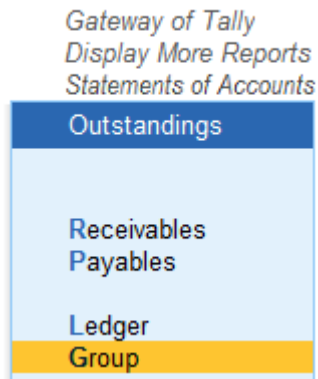 Gateway of Tally
Display More Reports
Statements of Accounts
Outstandings
Receivables
Payables
Ledger
Group